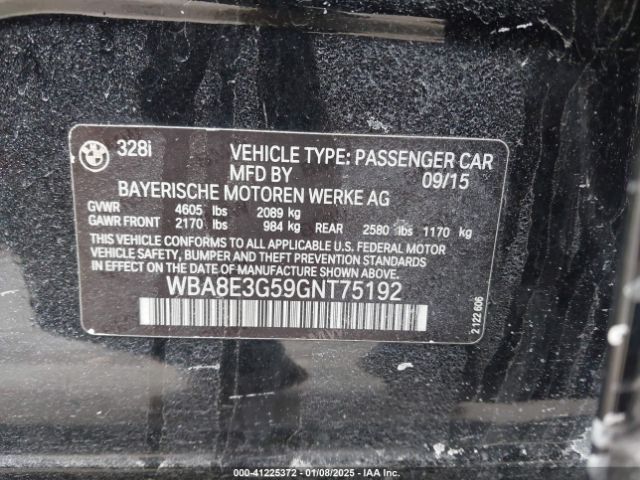 328i VEHICLE TYPE: PASSENGER CAR
MFD BY 09/15
BAYERISCHE MOTOREN WERKE AG
GVWR 4605 lbs 2089 kg
GAWR FRONT 2170 lbs 984 kg REAR 2580 lbs 1170 kg
THIS VEHICLE CONFORMS TO ALL APPLICABLE U.S. FEDERAL MOTOR
VEHICLE SAFETY, BUMPER AND THEFT PREVENTION STANDARDS IN
EFFECT ON THE DATE OF MANUFACTURE SHOWN ABOVE.
WBA8E3G59GNT75192
2 122 606
000-41225372 - 01/08/2025 - IAA Inc.